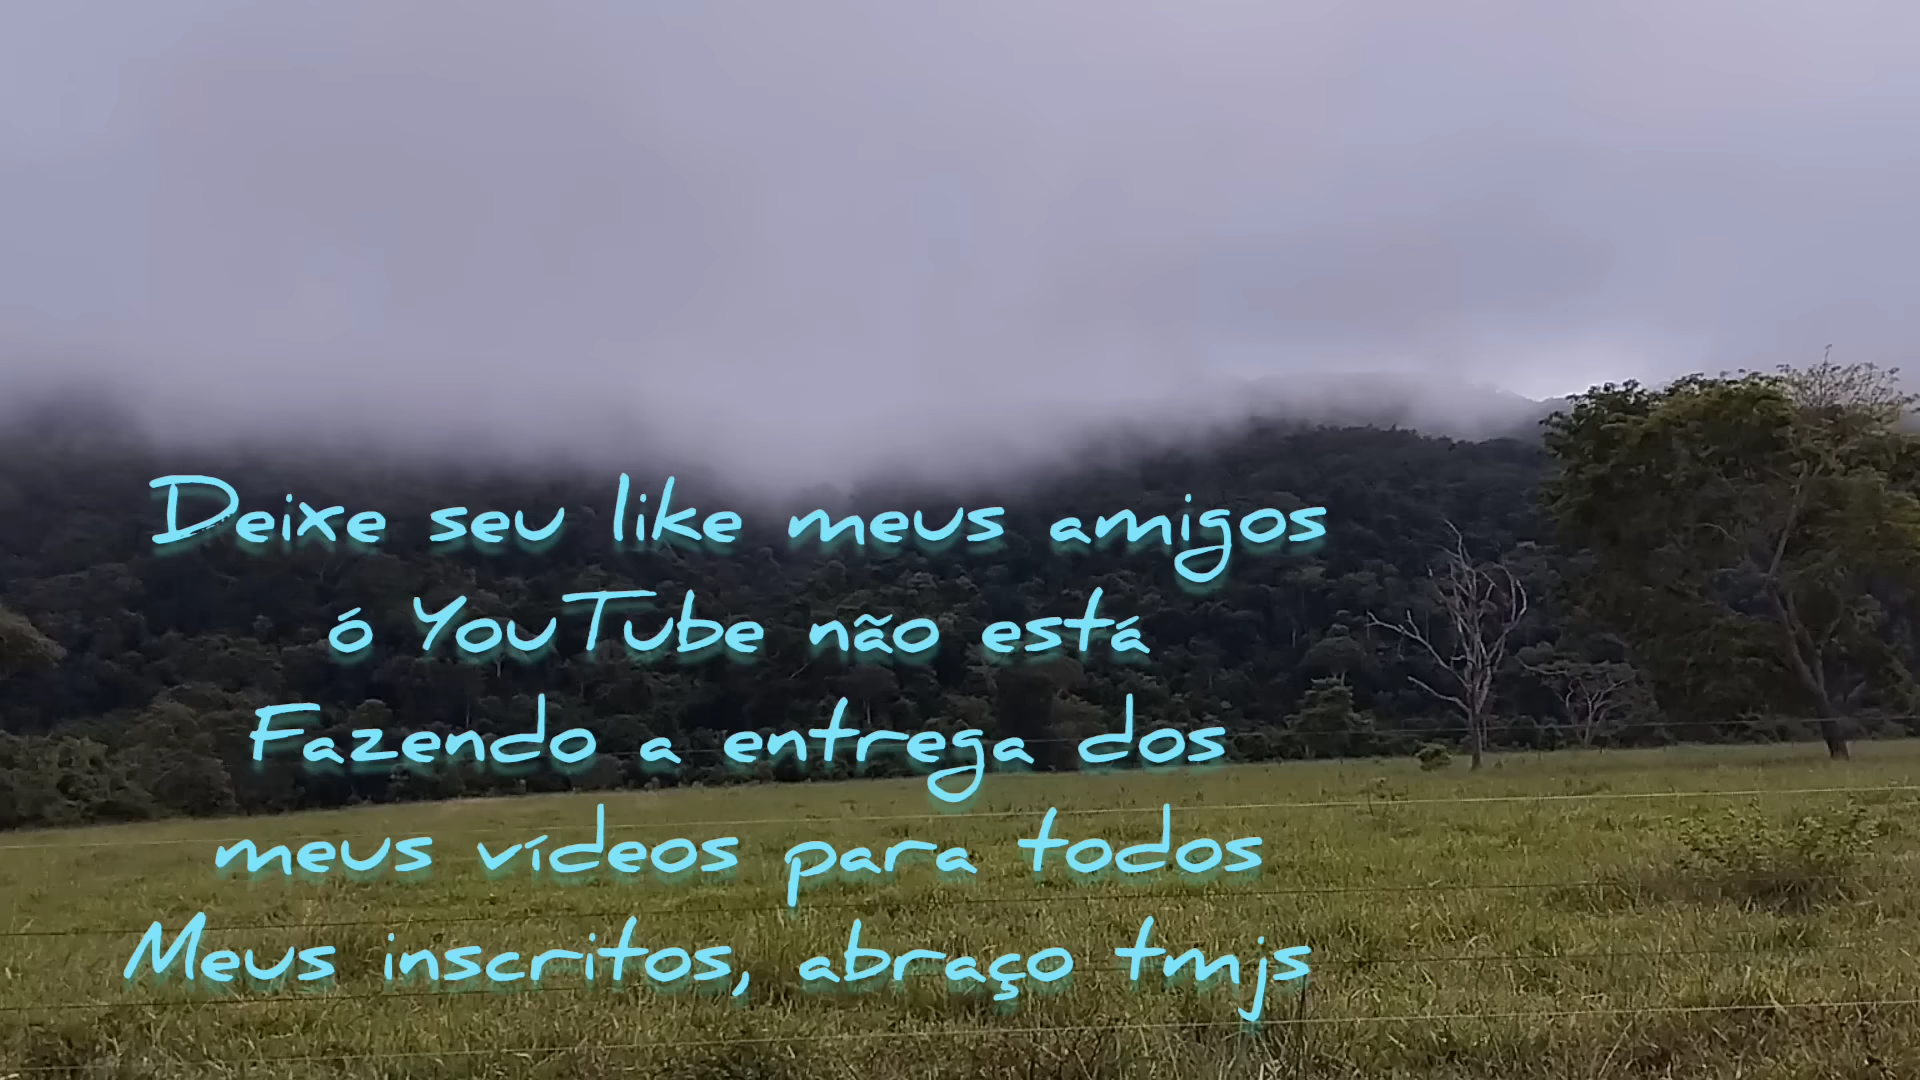 Deixe seu like meus amigos
ó YouTube não está
Fazendo a entrega dos
meus vídeos para todos
Meus inscritos, abraço tmjs